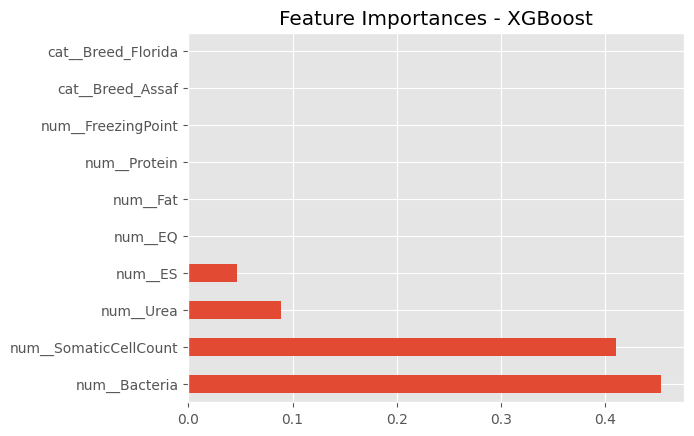 Feature Importances - XGBoost
cat__Breed_Florida
cat__Breed_Assaf
num__FreezingPoint
num__Protein
num__Fat
num__EQ
num__ES
num__Urea
num__SomaticCellCount
num__Bacteria
0.0 0.1 0.2 0.3 0.4